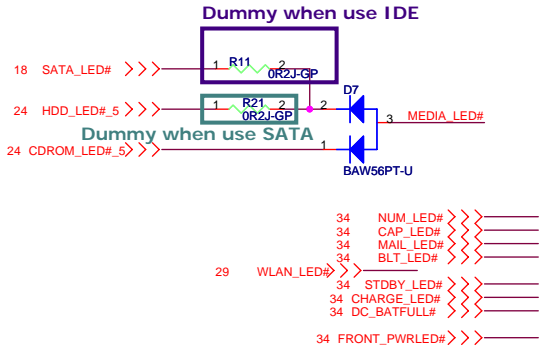 Dummy when use IDE
R11
1 2
0R2J-GP
18 SATA_LED#
R21
1 2
0R2J-GP
24 HDD_LED#_5
Dummy when use SATA
D7
2
3 MEDIA_LED#
24 CDROM_LED#_5
1
BAW56PT-U
34 NUM_LED#
34 CAP_LED#
34 MAIL_LED#
34 BLT_LED#
29 WLAN_LED#
34 STDBY_LED#
34 CHARGE_LED#
34 DC_BATFULL#
34 FRONT_PWRLED#